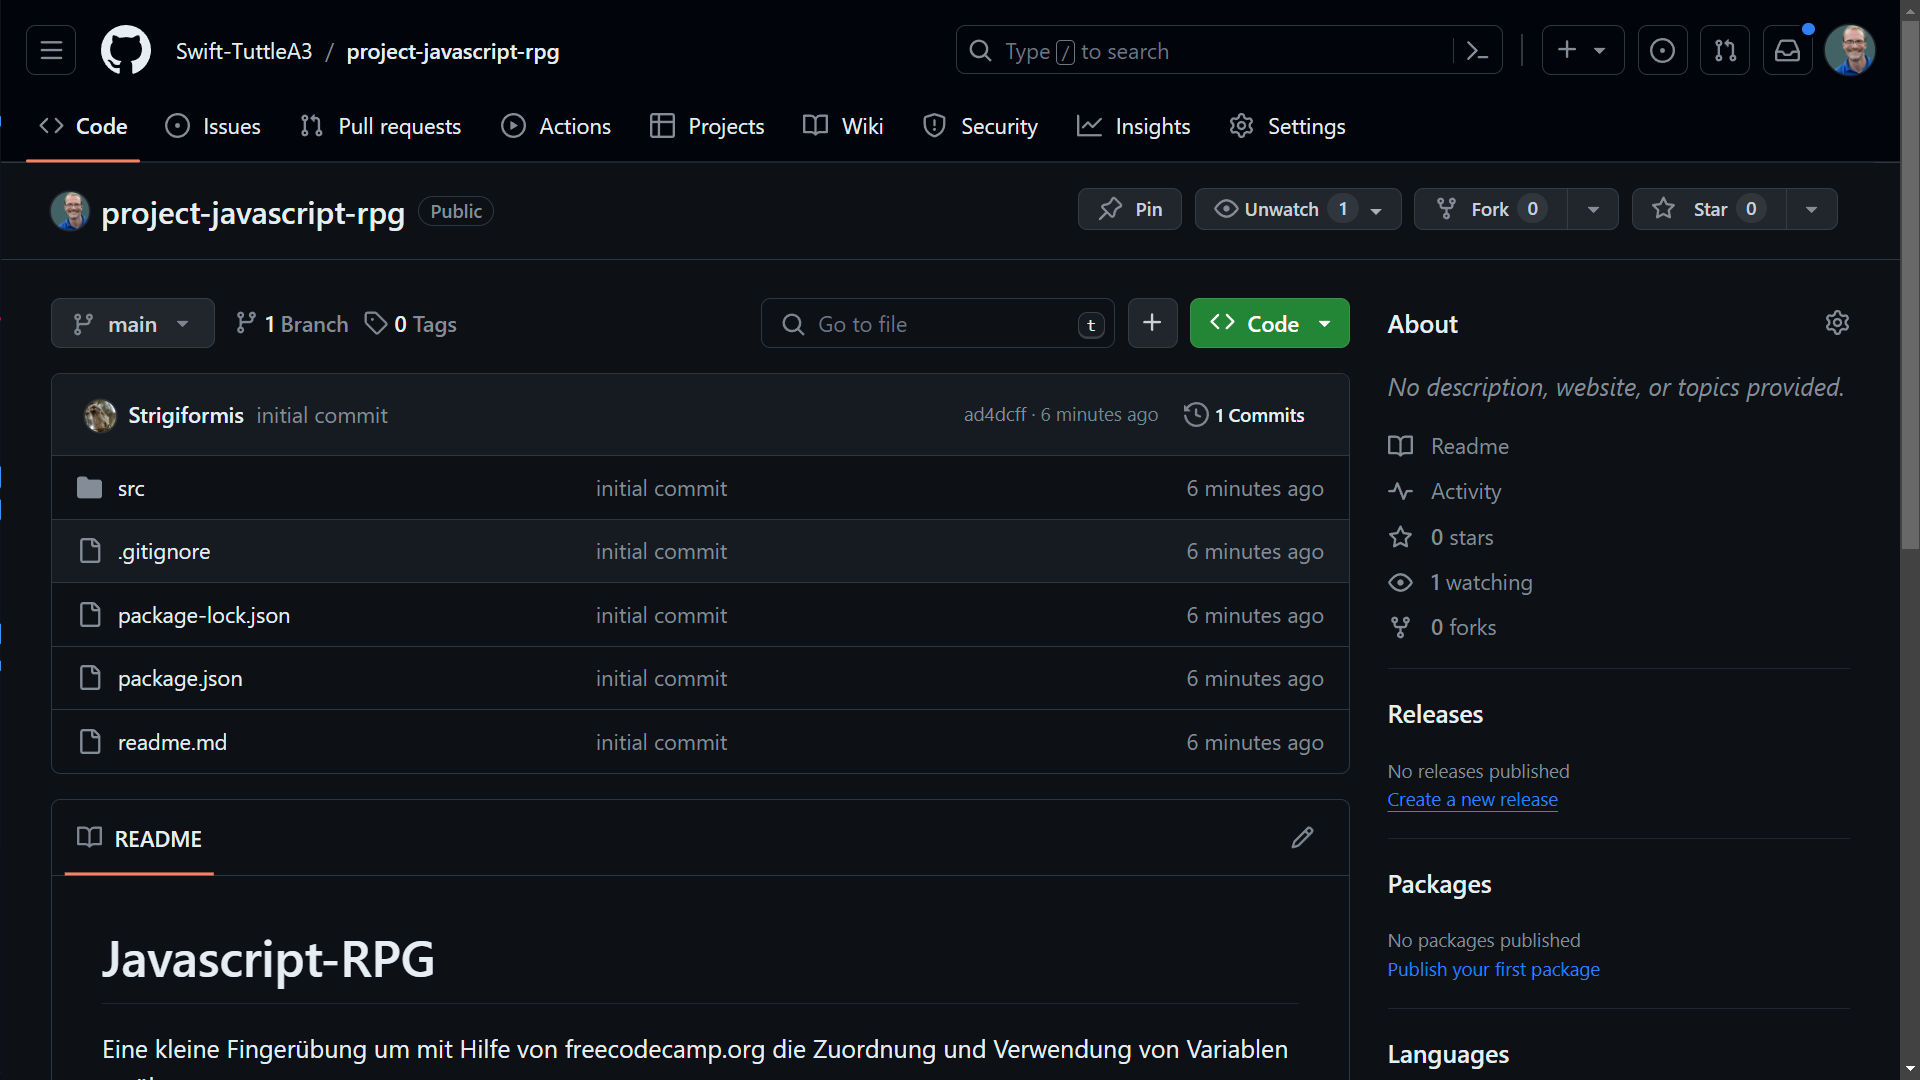 Swift-TuttleA3 / project-javascript-rpg
Type / to search
Code Issues Pull requests Actions Projects Wiki Security Insights Settings
project-javascript-rpg Public
Pin Unwatch 1 Fork 0 Star 0
main 1 Branch 0 Tags
Go to file t
Code
Strigiformis initial commit ad4dcff · 6 minutes ago 1 Commits
src initial commit 6 minutes ago
.gitignore initial commit 6 minutes ago
package-lock.json initial commit 6 minutes ago
package.json initial commit 6 minutes ago
readme.md initial commit 6 minutes ago
README
Javascript-RPG
Eine kleine Fingerübung um mit Hilfe von freecodecamp.org die Zuordnung und Verwendung von Variablen
About
No description, website, or topics provided.
Readme
Activity
0 stars
1 watching
0 forks
Releases
No releases published
Create a new release
Packages
No packages published
Publish your first package
Languages